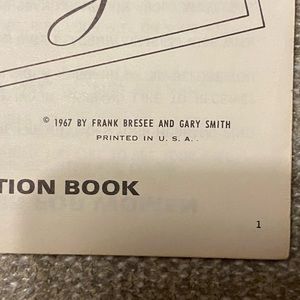 © 1967 BY FRANK BRESEE AND GARY SMITH
PRINTED IN U. S. A.
TION BOOK
1